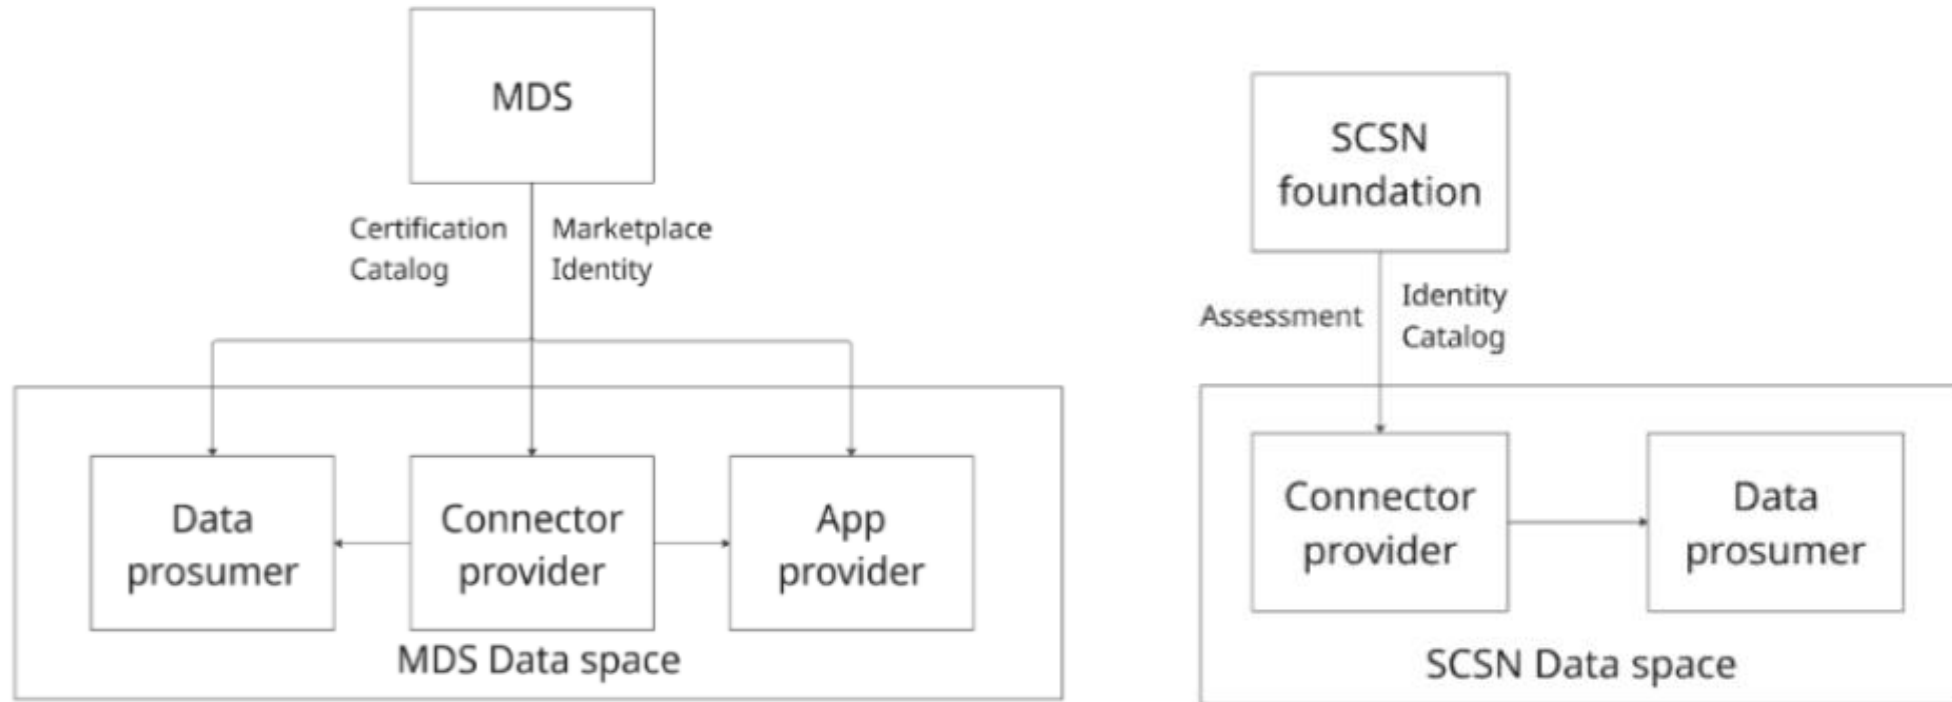 MDS
Certification
Catalog
Marketplace
Identity
Data
prosumer
Connector
provider
App
provider
MDS Data space
SCSN
foundation
Assessment
Identity
Catalog
Connector
provider
Data
prosumer
SCSN Data space